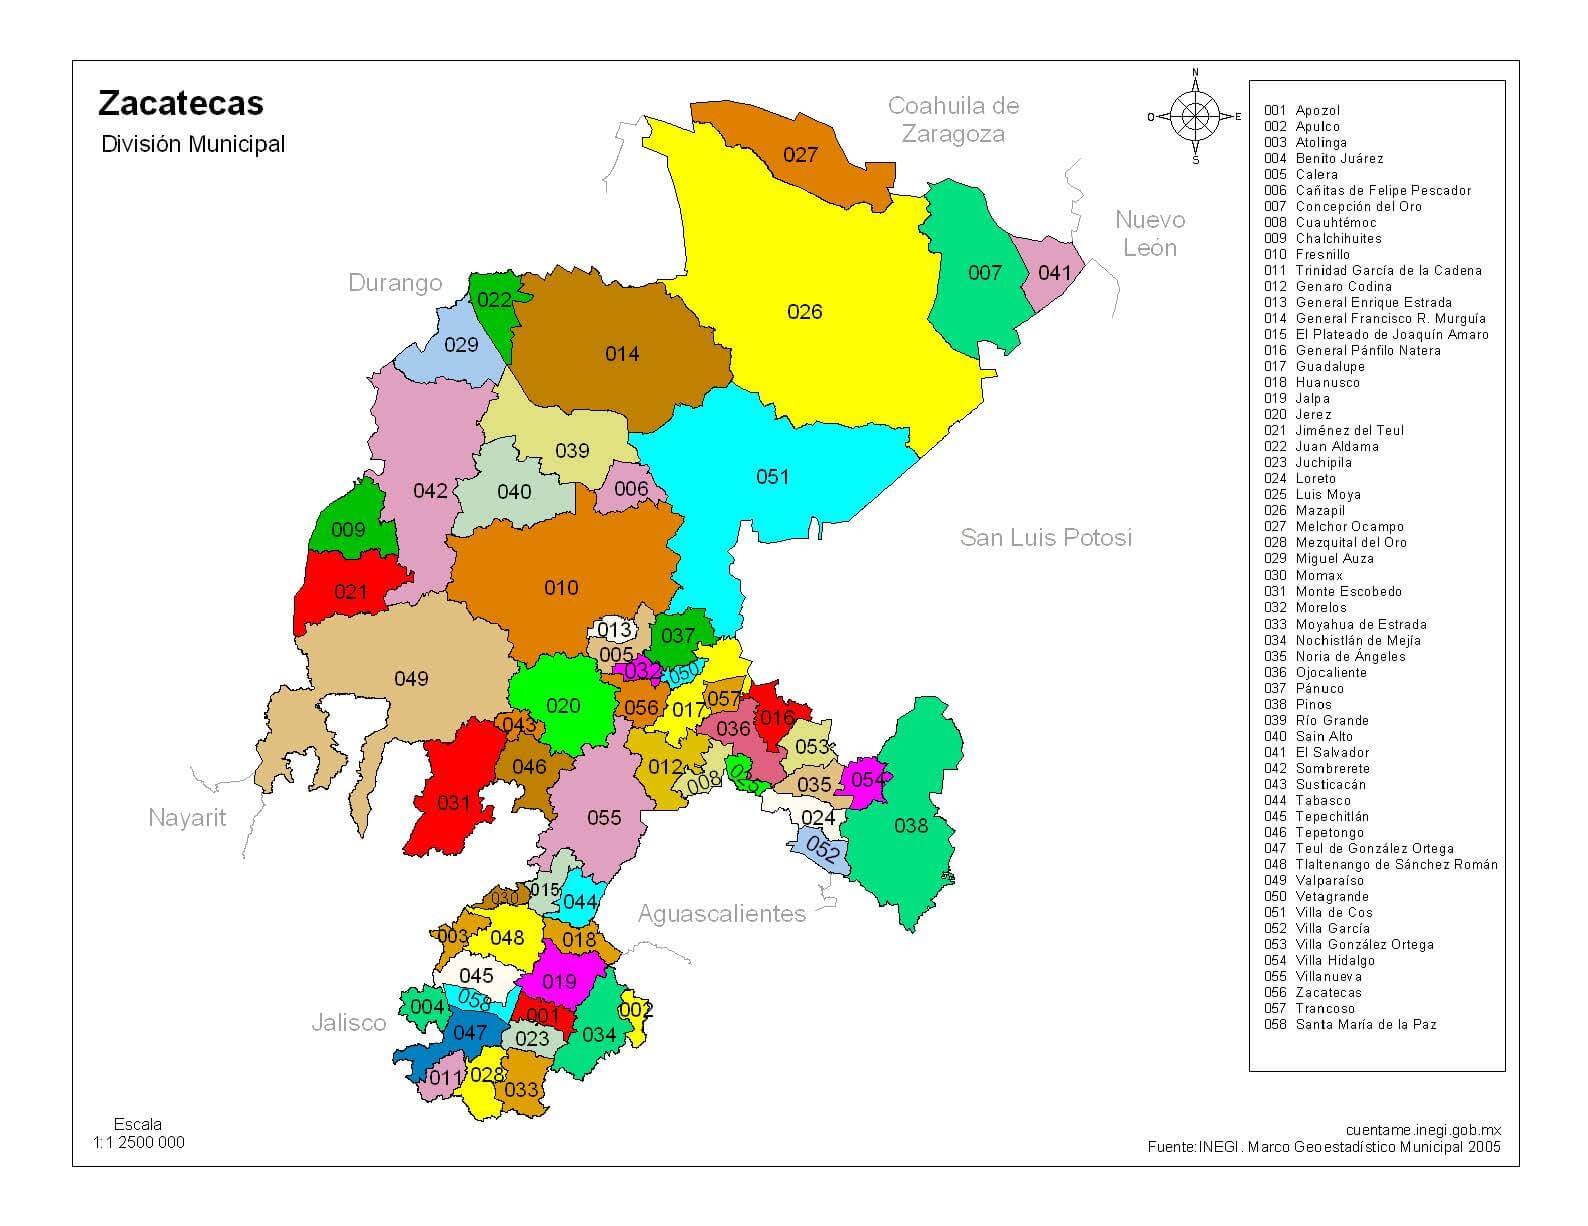 Zacatecas
División Municipal
Coahuila de
Zaragoza
N
O
E
S
Nuevo
León
Durango
San Luis Potosí
Nayarit
Aguascalientes
Jalisco
027
026
007
041
022
029
014
039
051
042
040
006
009
021
010
013
037
005
032
050
049
020
056
017
057
016
043
036
046
012
053
008
025
035
054
031
055
024
038
052
030
015
044
003
048
018
045
019
004
058
001
002
047
023
034
011
028
033
001 Apozol
002 Apulco
003 Atolinga
004 Benito Juárez
005 Calera
006 Cañitas de Felipe Pescador
007 Concepción del Oro
008 Cuauhtémoc
009 Chalchihuites
010 Fresnillo
011 Trinidad García de la Cadena
012 Genaro Codina
013 General Enrique Estrada
014 General Francisco R. Murguía
015 El Plateado de Joaquín Amaro
016 General Pánfilo Natera
017 Guadalupe
018 Huanusco
019 Jalpa
020 Jerez
021 Jiménez del Teul
022 Juan Aldama
023 Juchipila
024 Loreto
025 Luis Moya
026 Mazapil
027 Melchor Ocampo
028 Mezquital del Oro
029 Miguel Auza
030 Momax
031 Monte Escobedo
032 Morelos
033 Moyahua de Estrada
034 Nochistlán de Mejía
035 Noria de Ángeles
036 Ojocaliente
037 Pánuco
038 Pinos
039 Río Grande
040 Sain Alto
041 El Salvador
042 Sombrerete
043 Susticacán
044 Tabasco
045 Tepechitlán
046 Tepetongo
047 Teul de González Ortega
048 Tlaltenango de Sánchez Román
049 Valparaíso
050 Vetagrande
051 Villa de Cos
052 Villa García
053 Villa González Ortega
054 Villa Hidalgo
055 Villanueva
056 Zacatecas
057 Trancoso
058 Santa María de la Paz
Escala
1:1 2500 000
cuentame.inegi.gob.mx
Fuente:INEGI. Marco Geoestadístico Municipal 2005